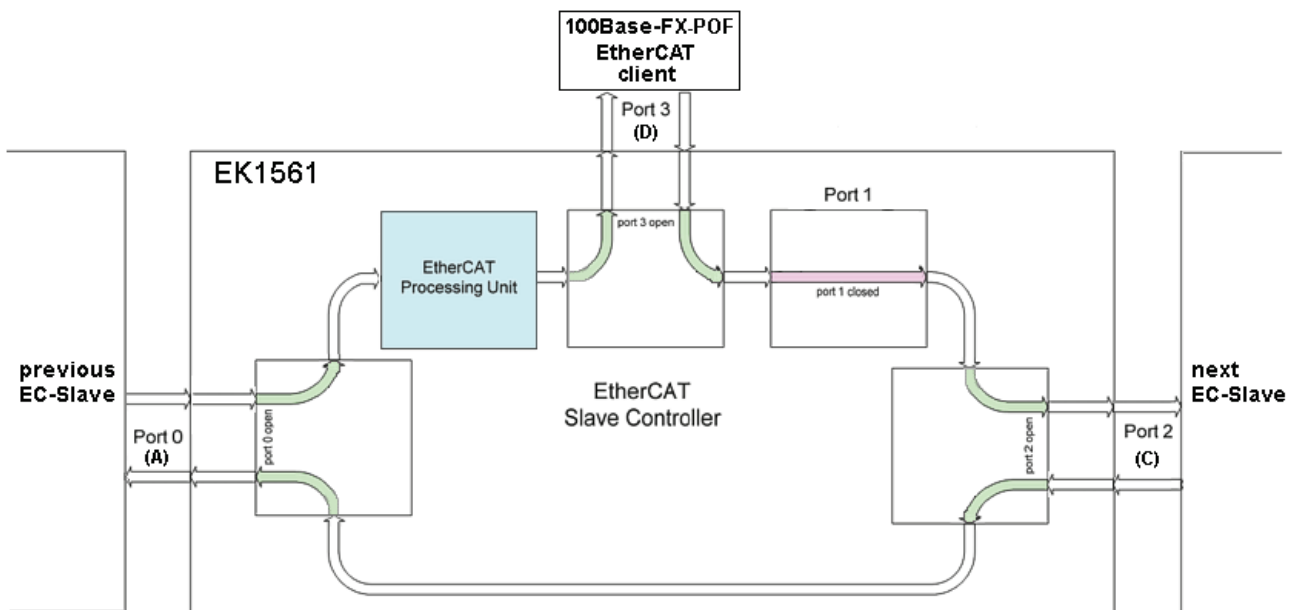 100Base-FX-POF
EtherCAT
client
Port 3
(D)
EK1561
Port 1
port 3 open
EtherCAT
Processing Unit
port 1 closed
previous
EC-Slave
next
EC-Slave
EtherCAT
Slave Controller
port 0 open
Port 0
(A)
port 2 open
Port 2
(C)